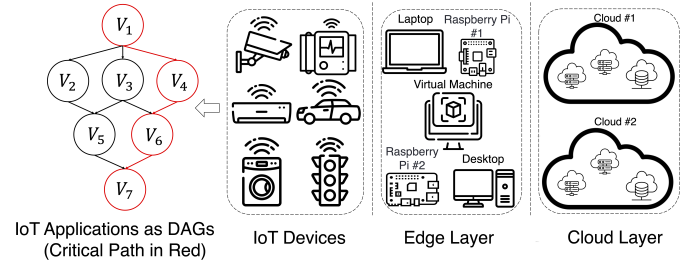 V1
V2 V3 V4
V5 V6
V7
IoT Applications as DAGs
(Critical Path in Red)
IoT Devices
Laptop
Raspberry Pi
#1
Virtual Machine
Raspberry
Pi #2
Desktop
Edge Layer
Cloud #1
Cloud #2
Cloud Layer